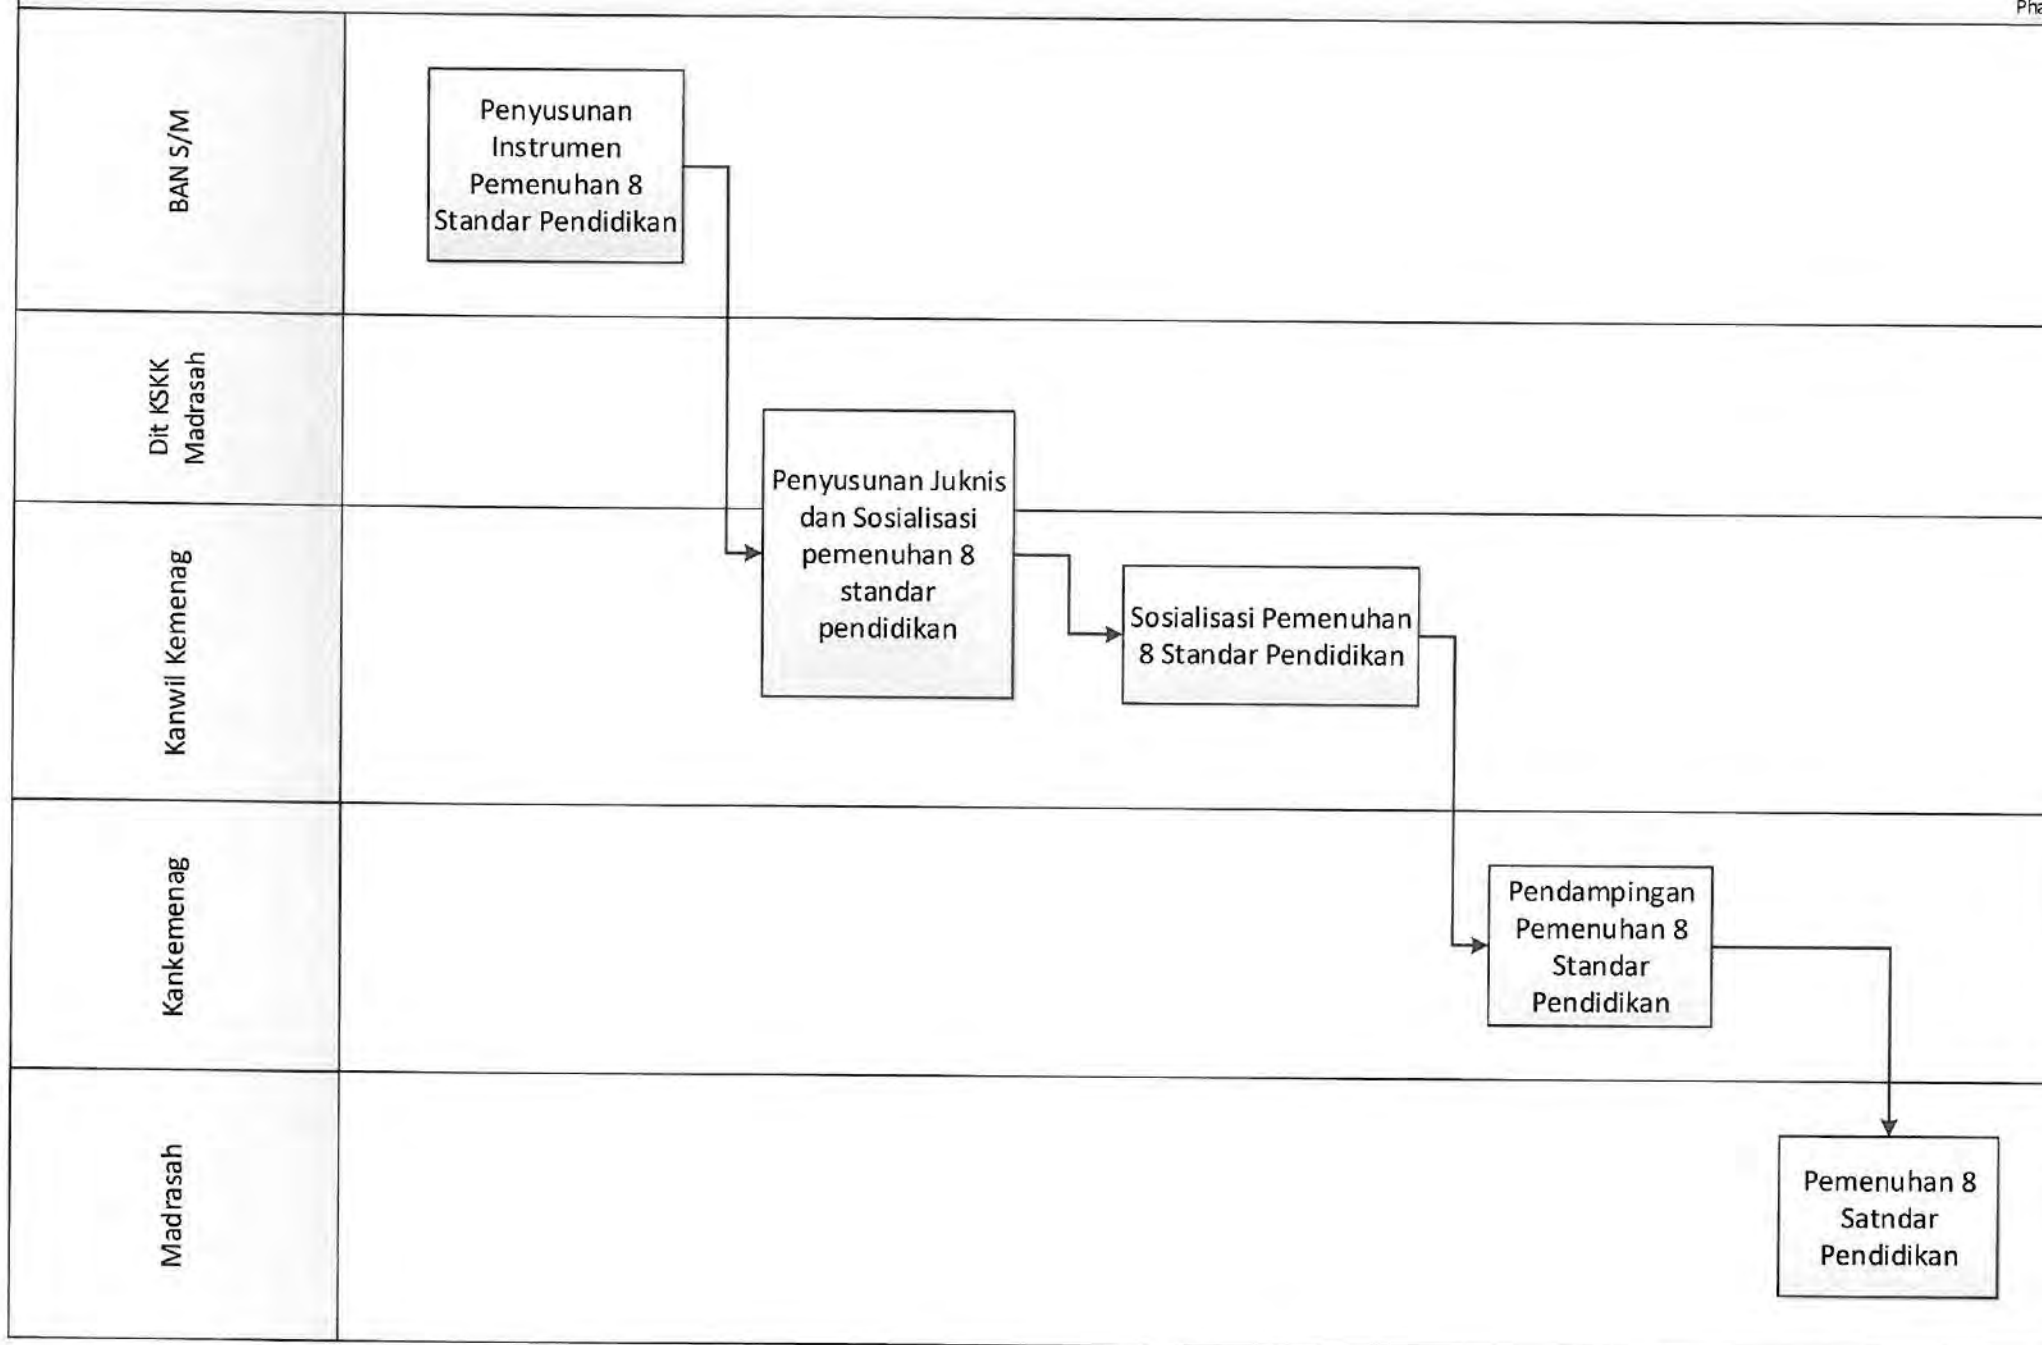 Pha
BAN S/M
Penyusunan
Instrumen
Pemenuhan 8
Standar Pendidikan
Dit KSKK
Madrasah
Penyusunan Juknis
dan Sosialisasi
pemenuhan 8
standar
pendidikan
Kanwil Kemenag
Sosialisasi Pemenuhan
8 Standar Pendidikan
Kankemenag
Pendampingan
Pemenuhan 8
Standar
Pendidikan
Madrasah
Pemenuhan 8
Satndar
Pendidikan